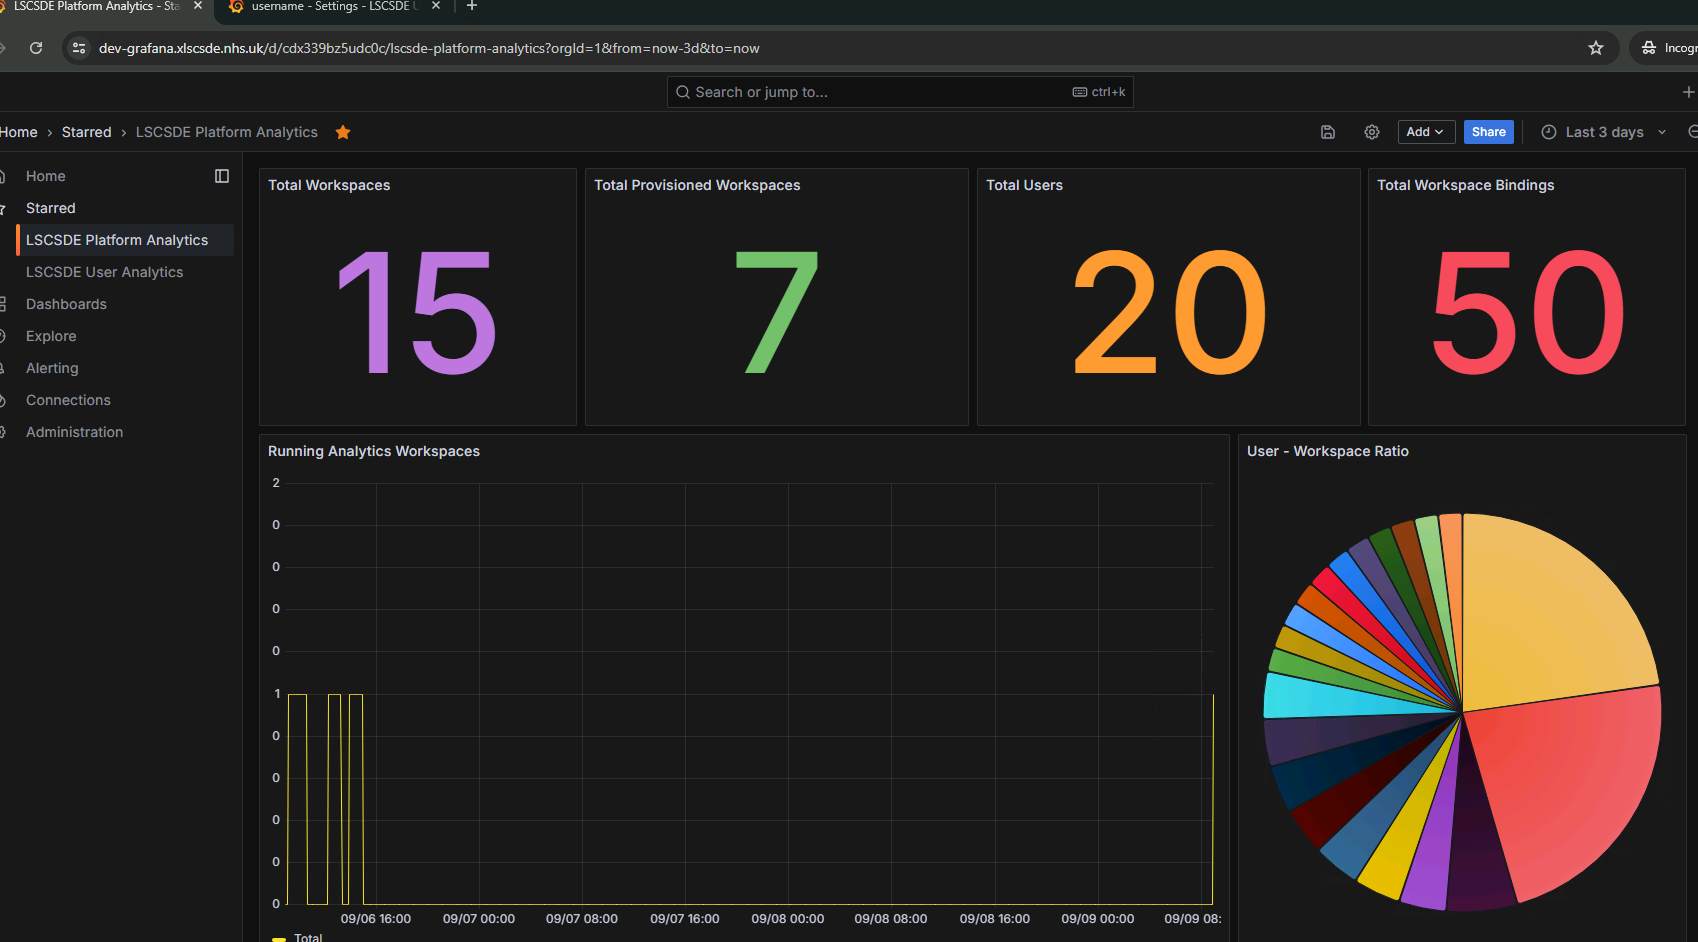 LSCSDE Platform Analytics - Sta
username - Settings - LSCSDE U
dev-grafana.xlscsde.nhs.uk/d/cdx339bz5udc0c/lscsde-platform-analytics?orgId=1&from=now-3d&to=now
Incogn
Search or jump to...
ctrl+k
Home › Starred › LSCSDE Platform Analytics
Add
Share
Last 3 days
Home
Starred
LSCSDE Platform Analytics
LSCSDE User Analytics
Dashboards
Explore
Alerting
Connections
Administration
Total Workspaces
15
Total Provisioned Workspaces
7
Total Users
20
Total Workspace Bindings
50
Running Analytics Workspaces
2
0
0
0
0
1
0
0
0
0
0
09/06 16:00
09/07 00:00
09/07 08:00
09/07 16:00
09/08 00:00
09/08 08:00
09/08 16:00
09/09 00:00
09/09 08:
Total
User - Workspace Ratio